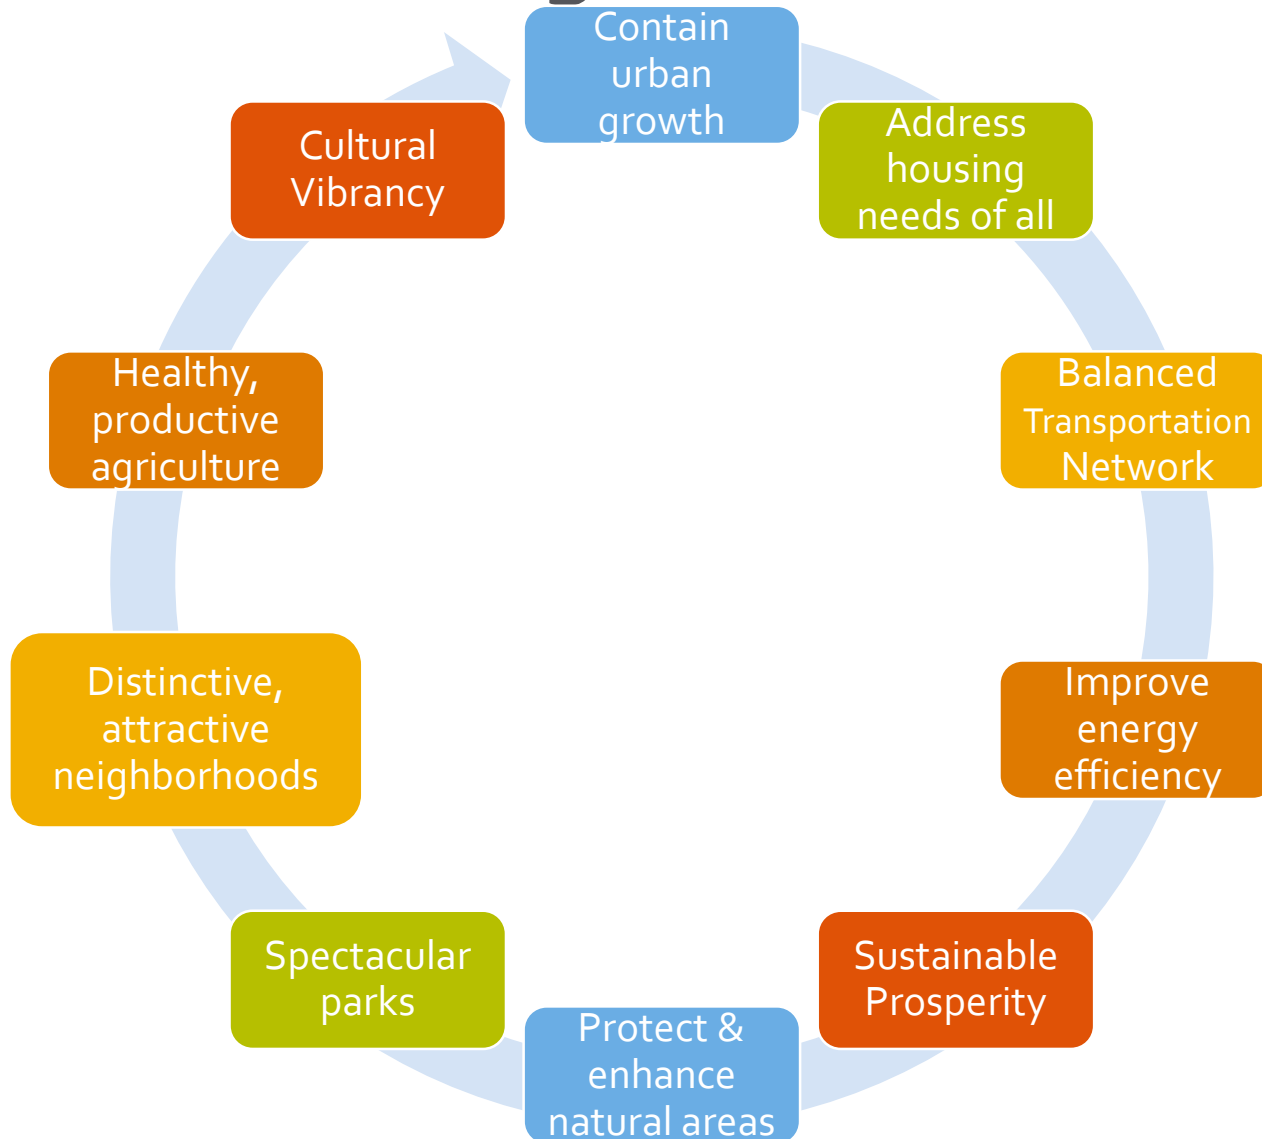 Contain
urban
growth
Address
housing
needs of all
Balanced
Transportation
Network
Improve
energy
efficiency
Sustainable
Prosperity
Protect &
enhance
natural areas
Spectacular
parks
Distinctive,
attractive
neighborhoods
Healthy,
productive
agriculture
Cultural
Vibrancy